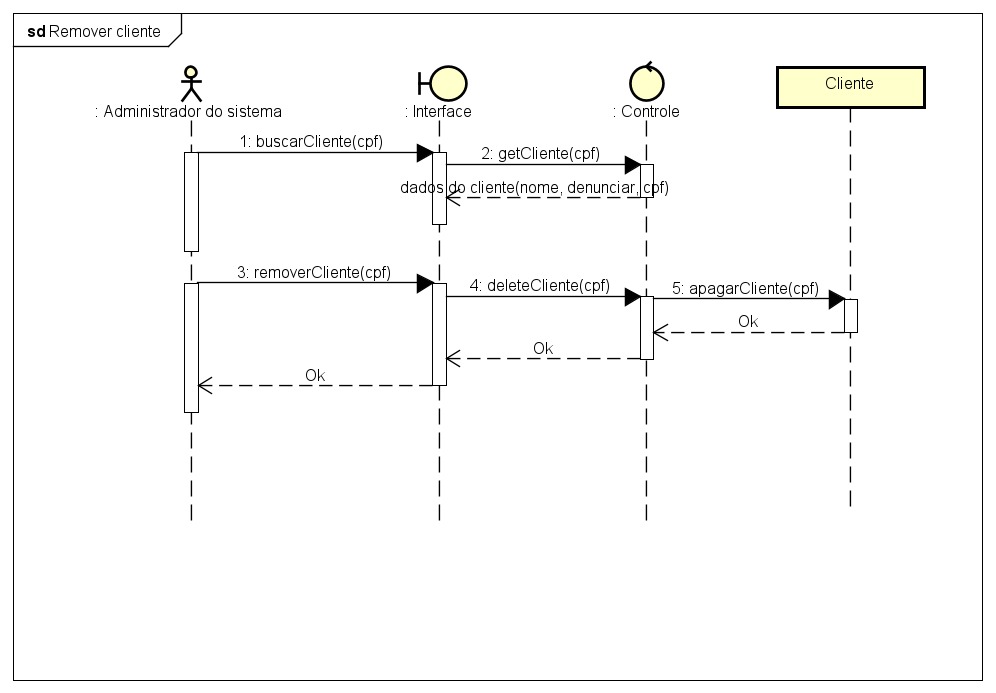 sd Remover cliente
: Administrador do sistema
: Interface
: Controle
Cliente
1: buscarCliente(cpf)
2: getCliente(cpf)
dados do cliente(nome, denunciar, cpf)
3: removerCliente(cpf)
4: deleteCliente(cpf)
5: apagarCliente(cpf)
Ok
Ok
Ok